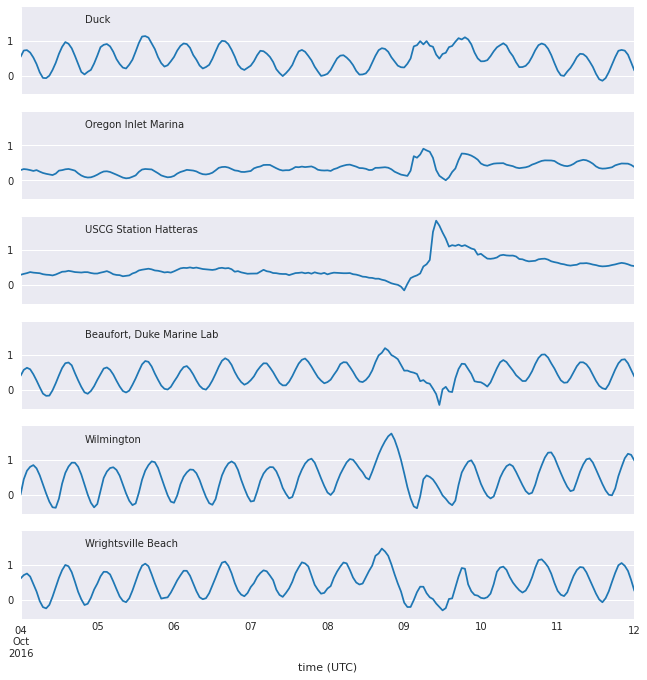 Duck
1
0
Oregon Inlet Marina
1
0
USCG Station Hatteras
1
0
Beaufort, Duke Marine Lab
1
0
Wilmington
1
0
Wrightsville Beach
1
0
04 05 06 07 08 09 10 11 12
Oct
2016
time (UTC)